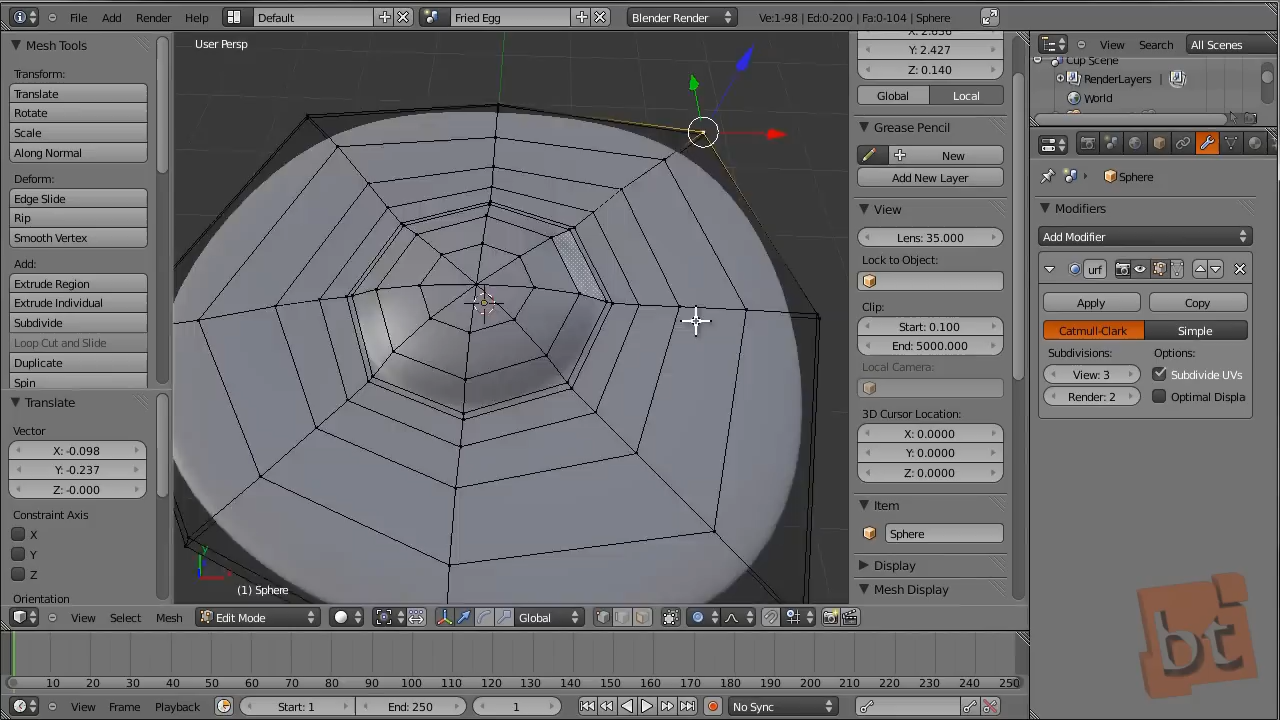 File Add Render Help Default Fried Egg Blender Render Ve:1-98 | Ed:0-200 | Fa:0-104 | Sphere
Mesh Tools
Transform:
Translate
Rotate
Scale
Along Normal
Deform:
Edge Slide
Rip
Smooth Vertex
Add:
Extrude Region
Extrude Individual
Subdivide
Loop Cut and Slide
Duplicate
Spin
Translate
Vector
X: -0.098
Y: -0.237
Z: -0.000
Constraint Axis
X
Y
Z
Orientation
User Persp
(1) Sphere
Y: 2.427
Z: 0.140
Global Local
Grease Pencil
New
Add New Layer
View
Lens: 35.000
Lock to Object:
Clip:
Start: 0.100
End: 5000.000
Local Camera:
3D Cursor Location:
X: 0.0000
Y: 0.0000
Z: 0.0000
Item
Sphere
Display
Mesh Display
View Search All Scenes
Cup Scene
RenderLayers
World
Sphere
Modifiers
Add Modifier
urf
Apply Copy
Catmull-Clark Simple
Subdivisions: Options:
View: 3 Subdivide UVs
Render: 2 Optimal Displa
View Select Mesh Edit Mode Global
10 20 30 40 50 60 70 80 90 100 110 120 130 140 150 160 170 180 190 200 210 220 230 240 250
View Frame Playback Start: 1 End: 250 1 No Sync
bt